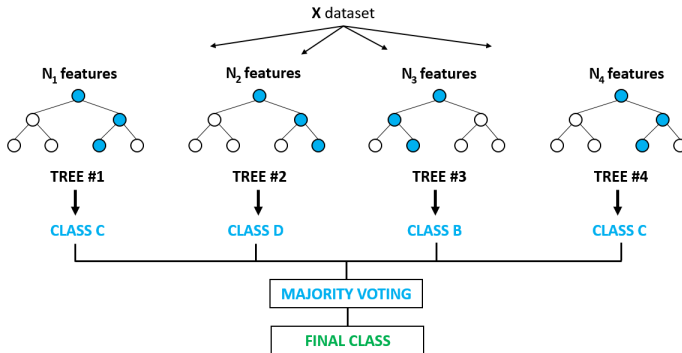 X dataset
N1 features
N2 features
N3 features
N4 features
TREE #1
TREE #2
TREE #3
TREE #4
CLASS C
CLASS D
CLASS B
CLASS C
MAJORITY VOTING
FINAL CLASS